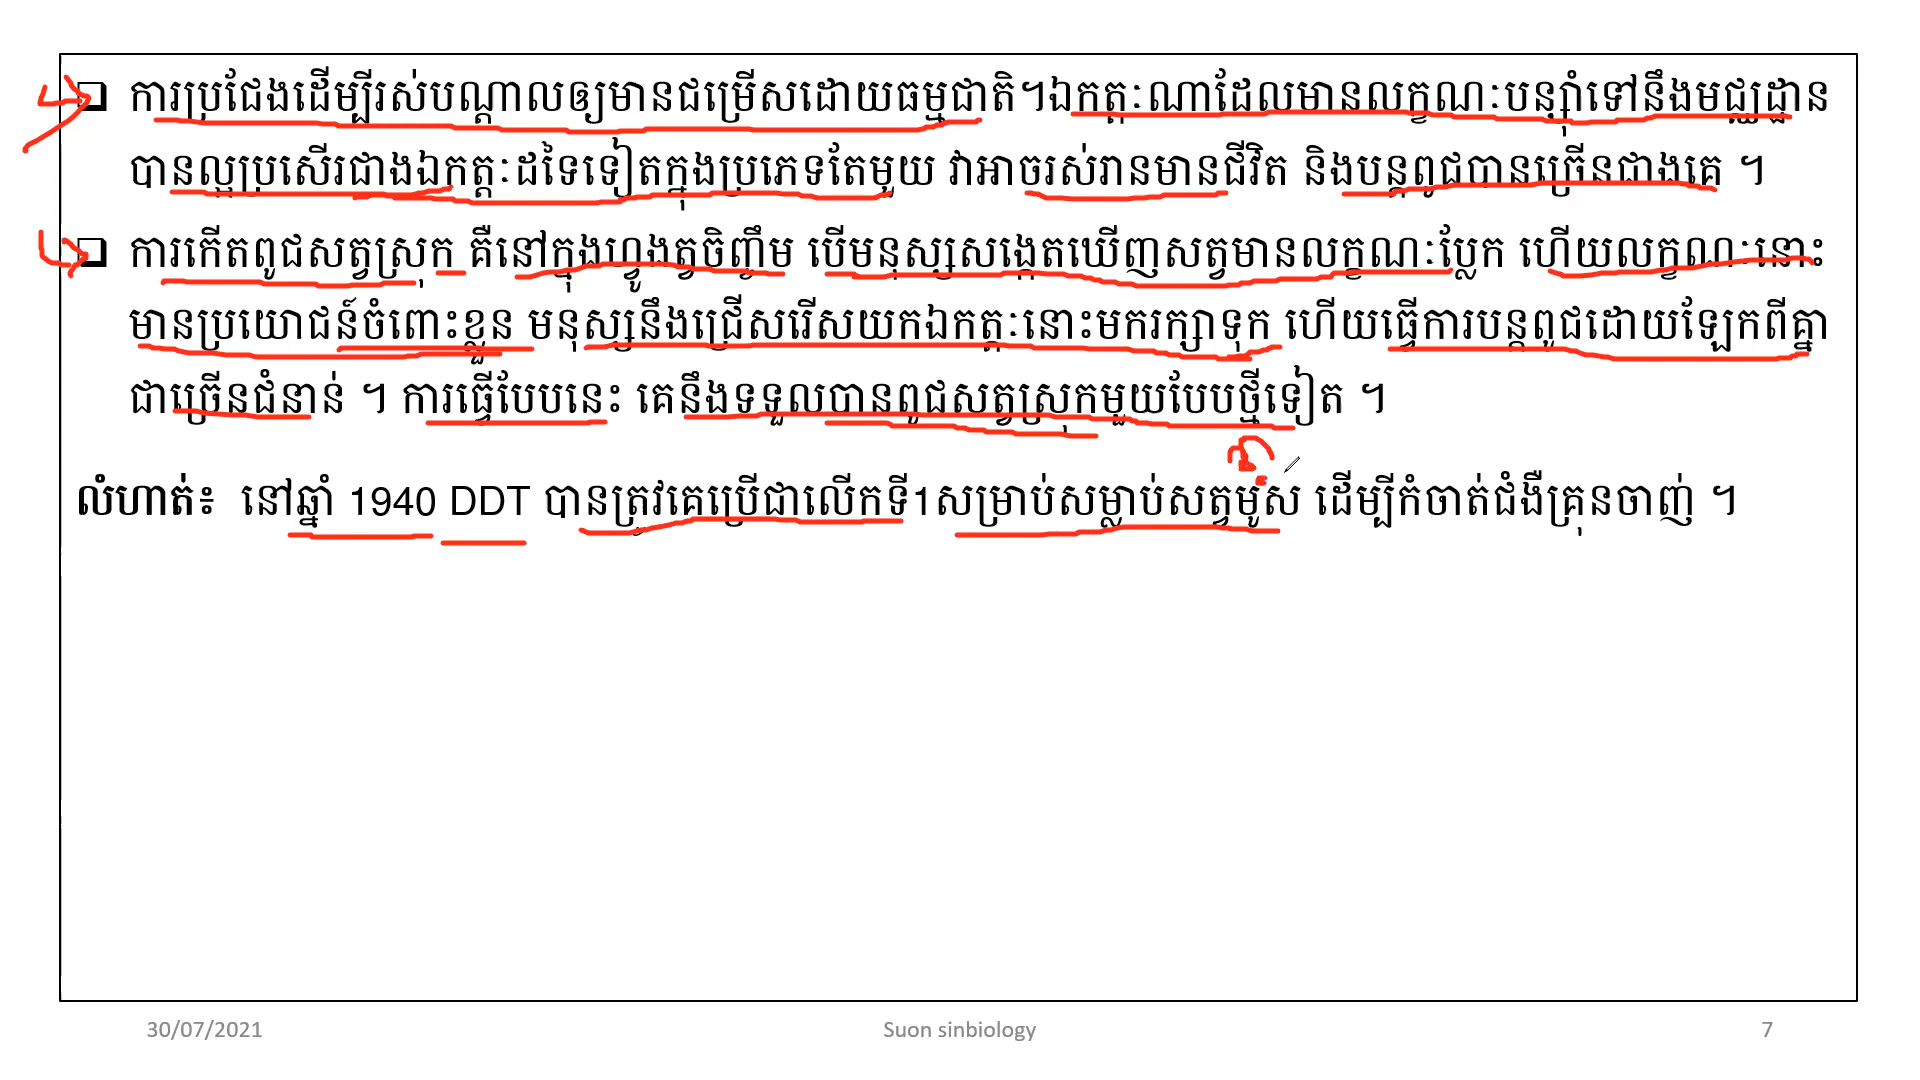 ការប្រជែងដើម្បីរស់បណ្តាលឲ្យមានជម្រើសដោយធម្មជាតិ។ឯកត្តៈណាដែលមានលក្ខណៈបន្ស៊ាំទៅនឹងមជ្ឈដ្ឋាន
បានល្អប្រសើរជាងឯកត្តៈដទៃទៀតក្នុងប្រភេទតែមួយ វាអាចរស់រានមានជីវិត និងបន្តពូជបានច្រើនជាងគេ ។
ការកើតពូជសត្វស្រុក គឺនៅក្នុងហ្វូងត្វចិញ្ចឹម បើមនុស្សសង្កេតឃើញសត្វមានលក្ខណៈប្លែក ហើយលក្ខណៈនោះ
មានប្រយោជន៍ចំពោះខ្លួន មនុស្សនឹងជ្រើសរើសយកឯកត្តៈនោះមករក្សាទុក ហើយធ្វើការបន្តពូជដោយឡែកពីគ្នា
ជាច្រើនជំនាន់ ។ ការធ្វើបែបនេះ គេនឹងទទួលបានពូជសត្វស្រុកមួយបែបថ្មីទៀត ។
លំហាត់៖ នៅឆ្នាំ 1940 DDT បានត្រូវគេប្រើជាលើកទី1សម្រាប់សម្លាប់សត្វមូស ដើម្បីកំចាត់ជំងឺគ្រុនចាញ់ ។
30/07/2021 Suon sinbiology 7